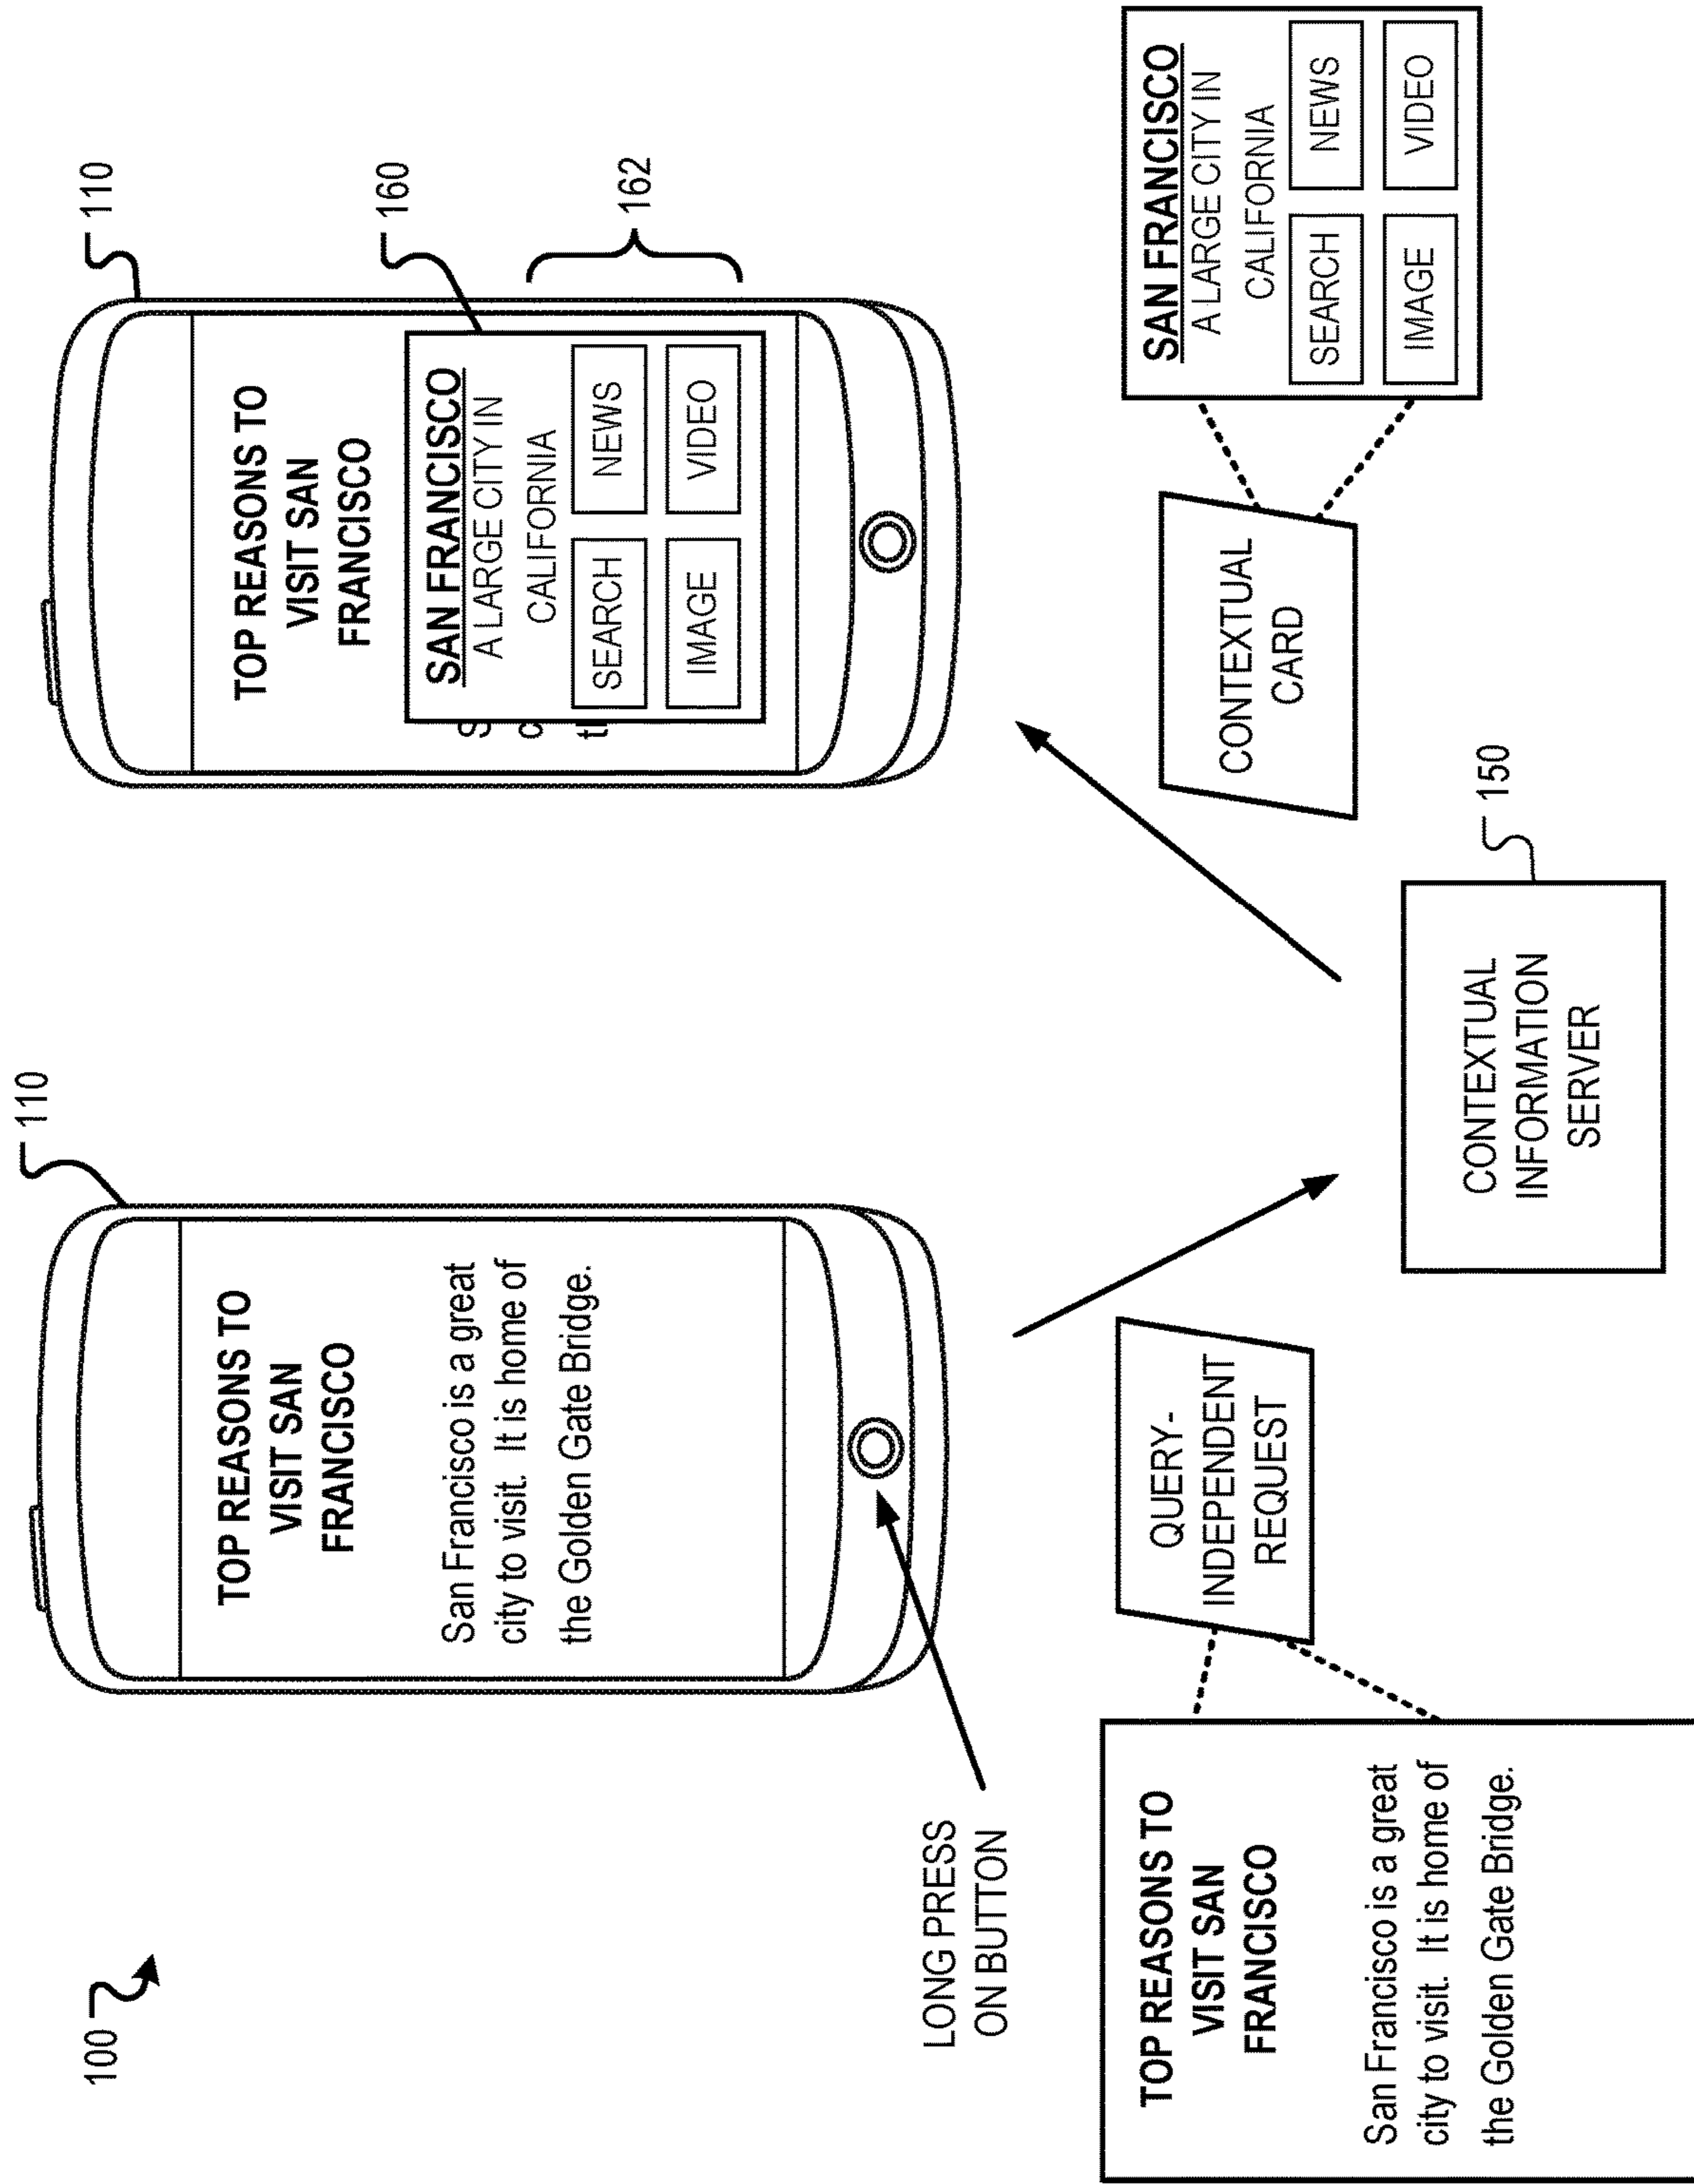 100
110
TOP REASONS TO
VISIT SAN
FRANCISCO
San Francisco is a great
city to visit. It is home of
the Golden Gate Bridge.
LONG PRESS
ON BUTTON
110
TOP REASONS TO
VISIT SAN
FRANCISCO
S
c
t
160
SAN FRANCISCO
A LARGE CITY IN
CALIFORNIA
SEARCH NEWS
IMAGE VIDEO
162
TOP REASONS TO
VISIT SAN
FRANCISCO
San Francisco is a great
city to visit. It is home of
the Golden Gate Bridge.
QUERY-
INDEPENDENT
REQUEST
CONTEXTUAL
INFORMATION
SERVER
150
CONTEXTUAL
CARD
SAN FRANCISCO
A LARGE CITY IN
CALIFORNIA
SEARCH NEWS
IMAGE VIDEO